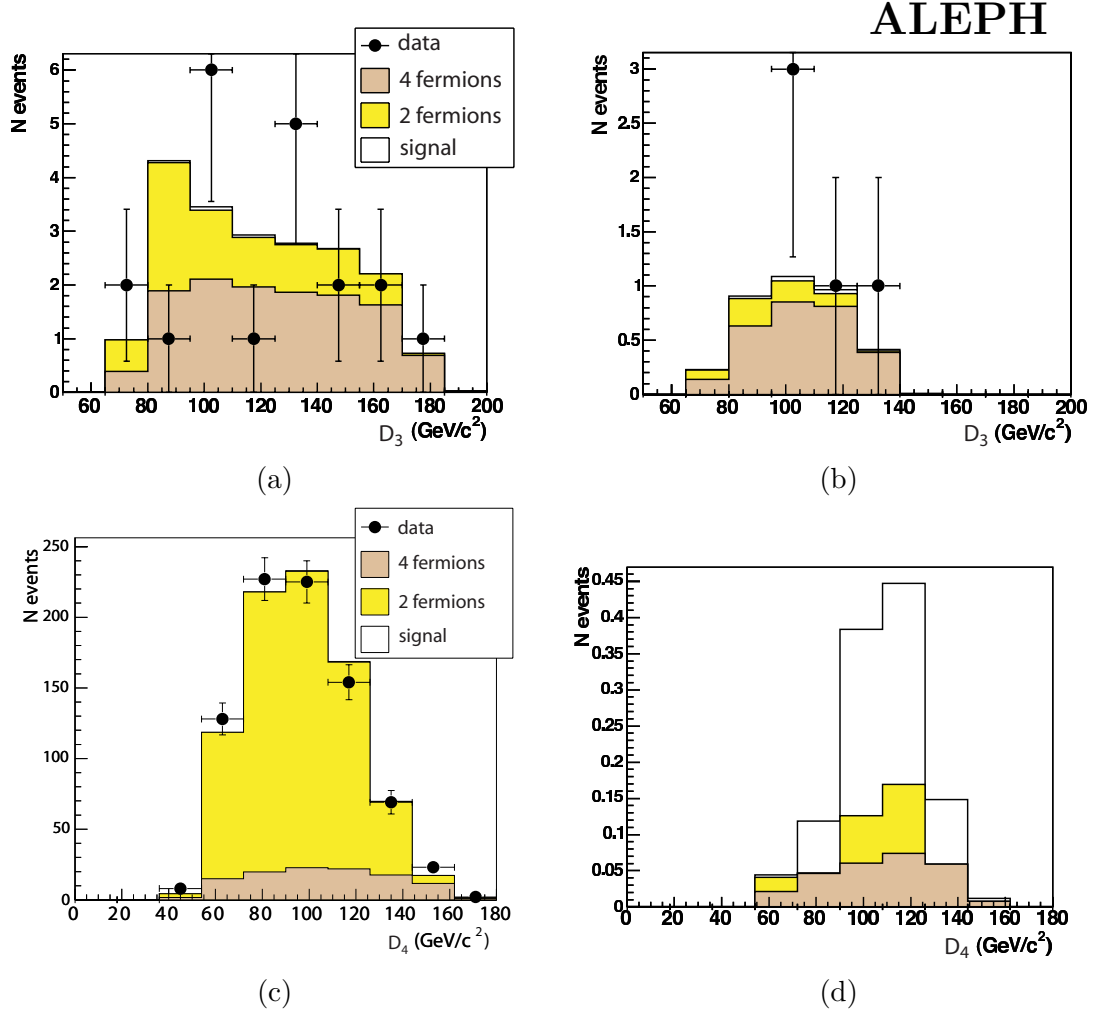 ALEPH
N events
6
5
4
3
2
1
0
data
4 fermions
2 fermions
signal
60 80 100 120 140 160 180 200
D3 (GeV/c2)
(a)
N events
3
2.5
2
1.5
1
0.5
0
60 80 100 120 140 160 180 200
D3 (GeV/c2)
(b)
N events
250
200
150
100
50
0
data
4 fermions
2 fermions
signal
0 20 40 60 80 100 120 140 160 180
D4 (GeV/c 2)
(c)
N events
0.45
0.4
0.35
0.3
0.25
0.2
0.15
0.1
0.05
0
0 20 40 60 80 100 120 140 160 180
D4 (GeV/c2)
(d)